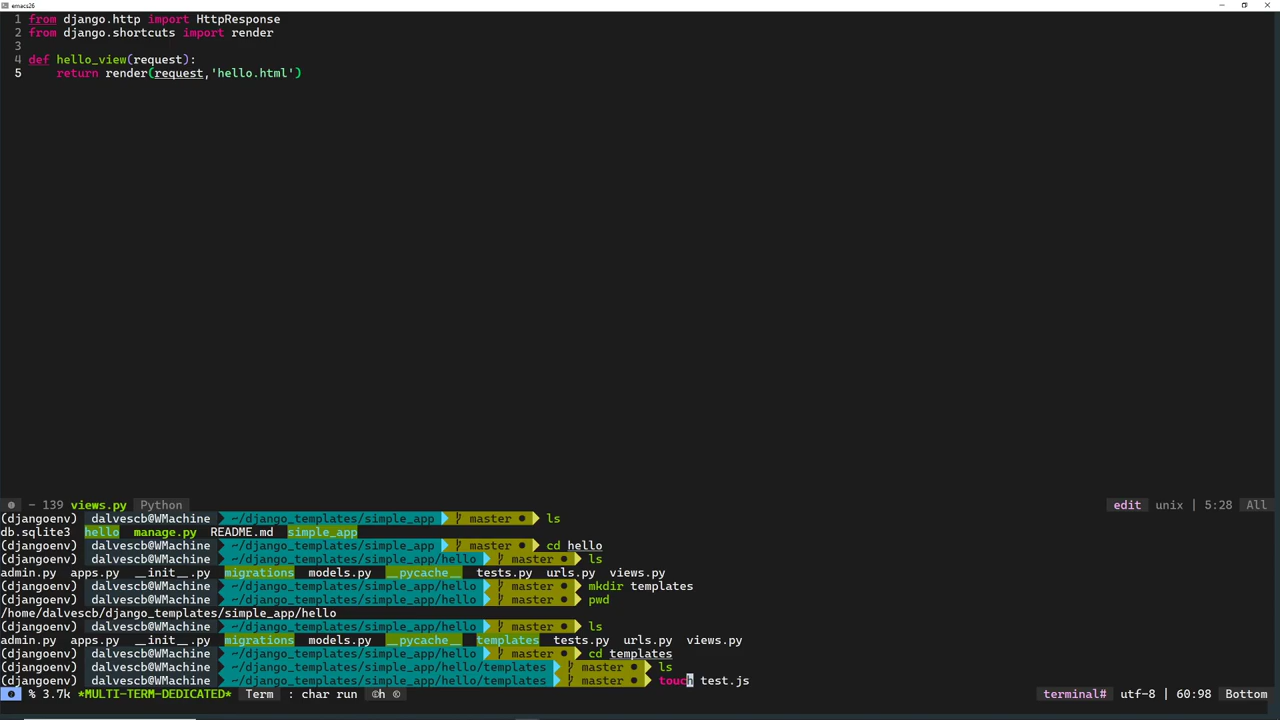 emacs26
1 from django.http import HttpResponse
2 from django.shortcuts import render
3
4 def hello_view(request):
5     return render(request,'hello.html')
- 139 views.py Python edit unix | 5:28 All
(djangoenv) dalvescb@WMachine ~/django_templates/simple_app master ● ls
db.sqlite3 hello manage.py README.md simple_app
(djangoenv) dalvescb@WMachine ~/django_templates/simple_app master ● cd hello
(djangoenv) dalvescb@WMachine ~/django_templates/simple_app/hello master ● ls
admin.py apps.py __init__.py migrations models.py __pycache__ tests.py urls.py views.py
(djangoenv) dalvescb@WMachine ~/django_templates/simple_app/hello master ● mkdir templates
(djangoenv) dalvescb@WMachine ~/django_templates/simple_app/hello master ● pwd
/home/dalvescb/django_templates/simple_app/hello
(djangoenv) dalvescb@WMachine ~/django_templates/simple_app/hello master ● ls
admin.py apps.py __init__.py migrations models.py __pycache__ templates tests.py urls.py views.py
(djangoenv) dalvescb@WMachine ~/django_templates/simple_app/hello master ● cd templates
(djangoenv) dalvescb@WMachine ~/django_templates/simple_app/hello/templates master ● ls
(djangoenv) dalvescb@WMachine ~/django_templates/simple_app/hello/templates master ● touch test.js
% 3.7k *MULTI-TERM-DEDICATED* Term : char run ©h © terminal# utf-8 | 60:98 Bottom